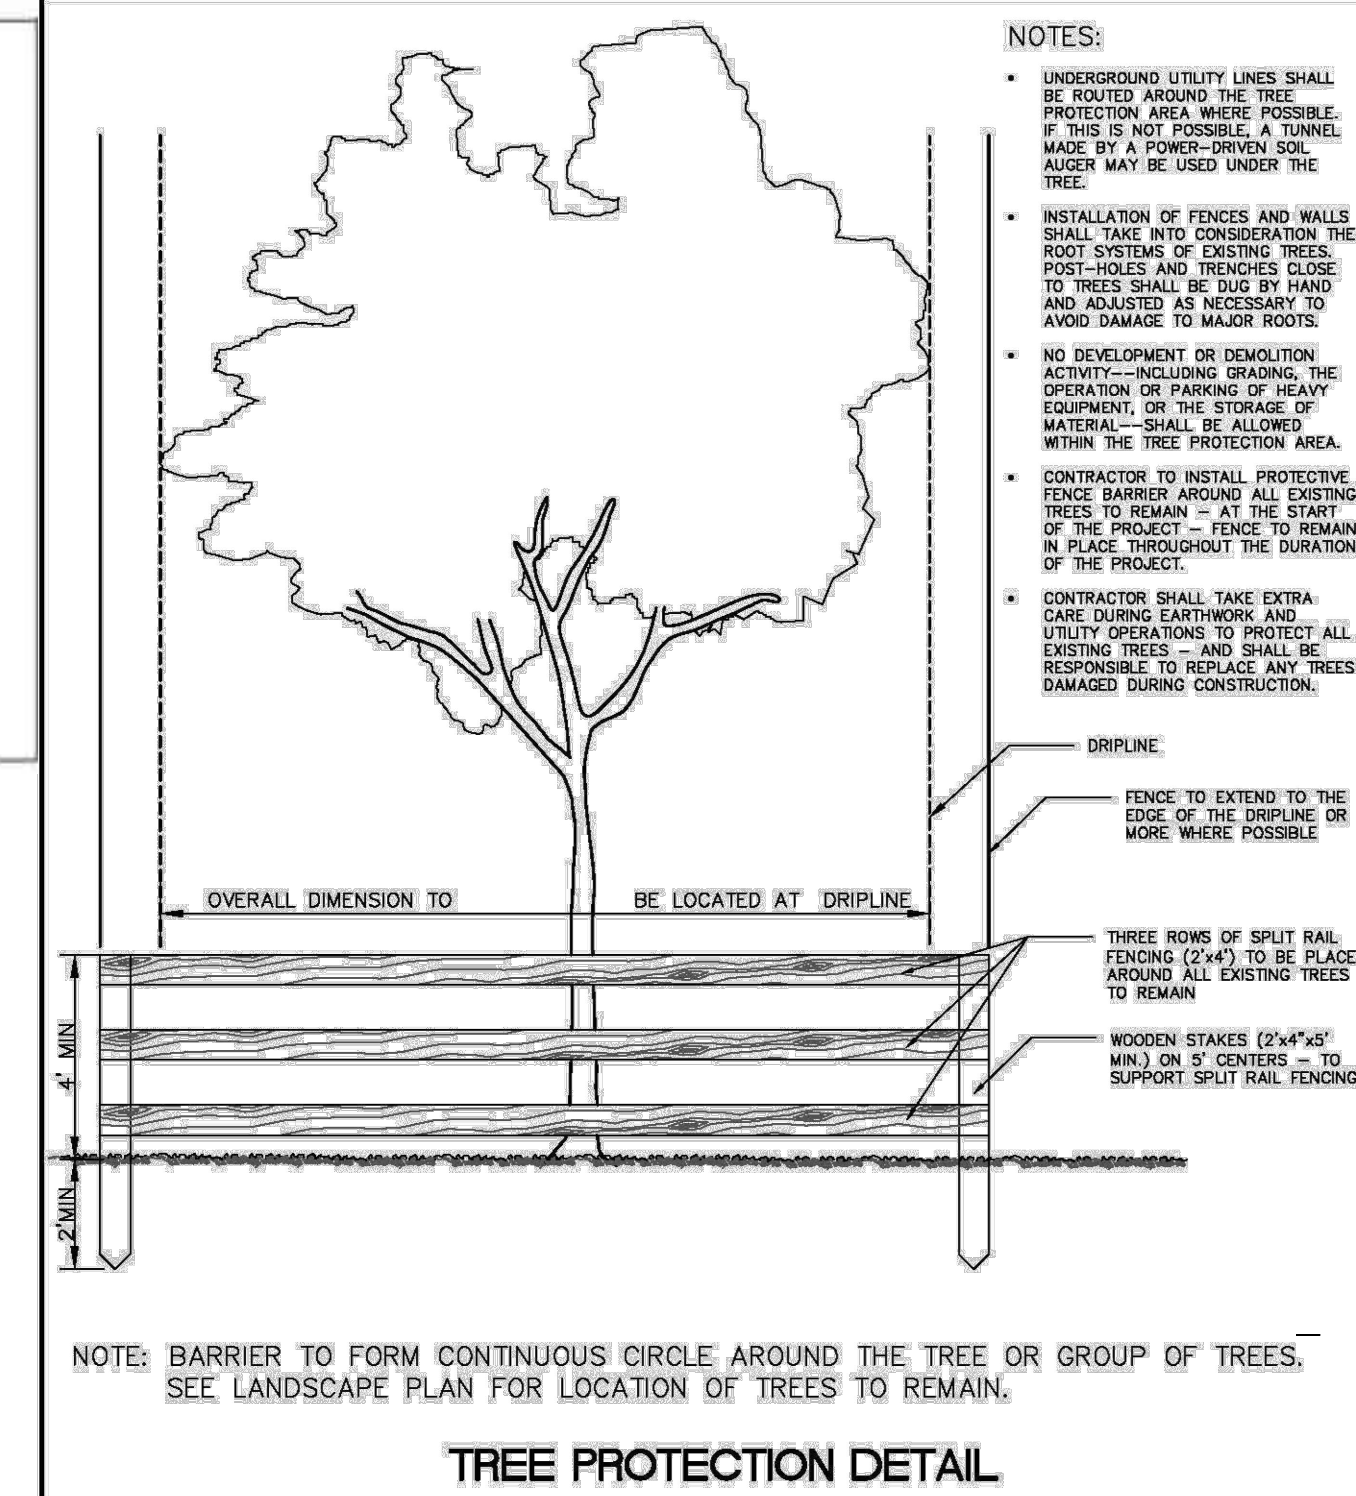 NOTES:
• UNDERGROUND UTILITY LINES SHALL
BE ROUTED AROUND THE TREE
PROTECTION AREA WHERE POSSIBLE.
IF THIS IS NOT POSSIBLE, A TUNNEL
MADE BY A POWER-DRIVEN SOIL
AUGER MAY BE USED UNDER THE
TREE.
• INSTALLATION OF FENCES AND WALLS
SHALL TAKE INTO CONSIDERATION THE
ROOT SYSTEMS OF EXISTING TREES.
POST-HOLES AND TRENCHES CLOSE
TO TREES SHALL BE DUG BY HAND
AND ADJUSTED AS NECESSARY TO
AVOID DAMAGE TO MAJOR ROOTS.
• NO DEVELOPMENT OR DEMOLITION
ACTIVITY--INCLUDING GRADING, THE
OPERATION OR PARKING OF HEAVY
EQUIPMENT, OR THE STORAGE OF
MATERIAL--SHALL BE ALLOWED
WITHIN THE TREE PROTECTION AREA.
• CONTRACTOR TO INSTALL PROTECTIVE
FENCE BARRIER AROUND ALL EXISTING
TREES TO REMAIN - AT THE START
OF THE PROJECT - FENCE TO REMAIN
IN PLACE THROUGHOUT THE DURATION
OF THE PROJECT.
• CONTRACTOR SHALL TAKE EXTRA
CARE DURING EARTHWORK AND
UTILITY OPERATIONS TO PROTECT ALL
EXISTING TREES - AND SHALL BE
RESPONSIBLE TO REPLACE ANY TREES
DAMAGED DURING CONSTRUCTION.
DRIPLINE
FENCE TO EXTEND TO THE
EDGE OF THE DRIPLINE OR
MORE WHERE POSSIBLE
OVERALL DIMENSION TO BE LOCATED AT DRIPLINE
THREE ROWS OF SPLIT RAIL
FENCING (2'x4') TO BE PLACE
AROUND ALL EXISTING TREES
TO REMAIN
WOODEN STAKES (2'x4"x5'
MIN.) ON 5' CENTERS - TO
SUPPORT SPLIT RAIL FENCING
4' MIN
2'MIN
NOTE: BARRIER TO FORM CONTINUOUS CIRCLE AROUND THE TREE OR GROUP OF TREES.
SEE LANDSCAPE PLAN FOR LOCATION OF TREES TO REMAIN.
TREE PROTECTION DETAIL